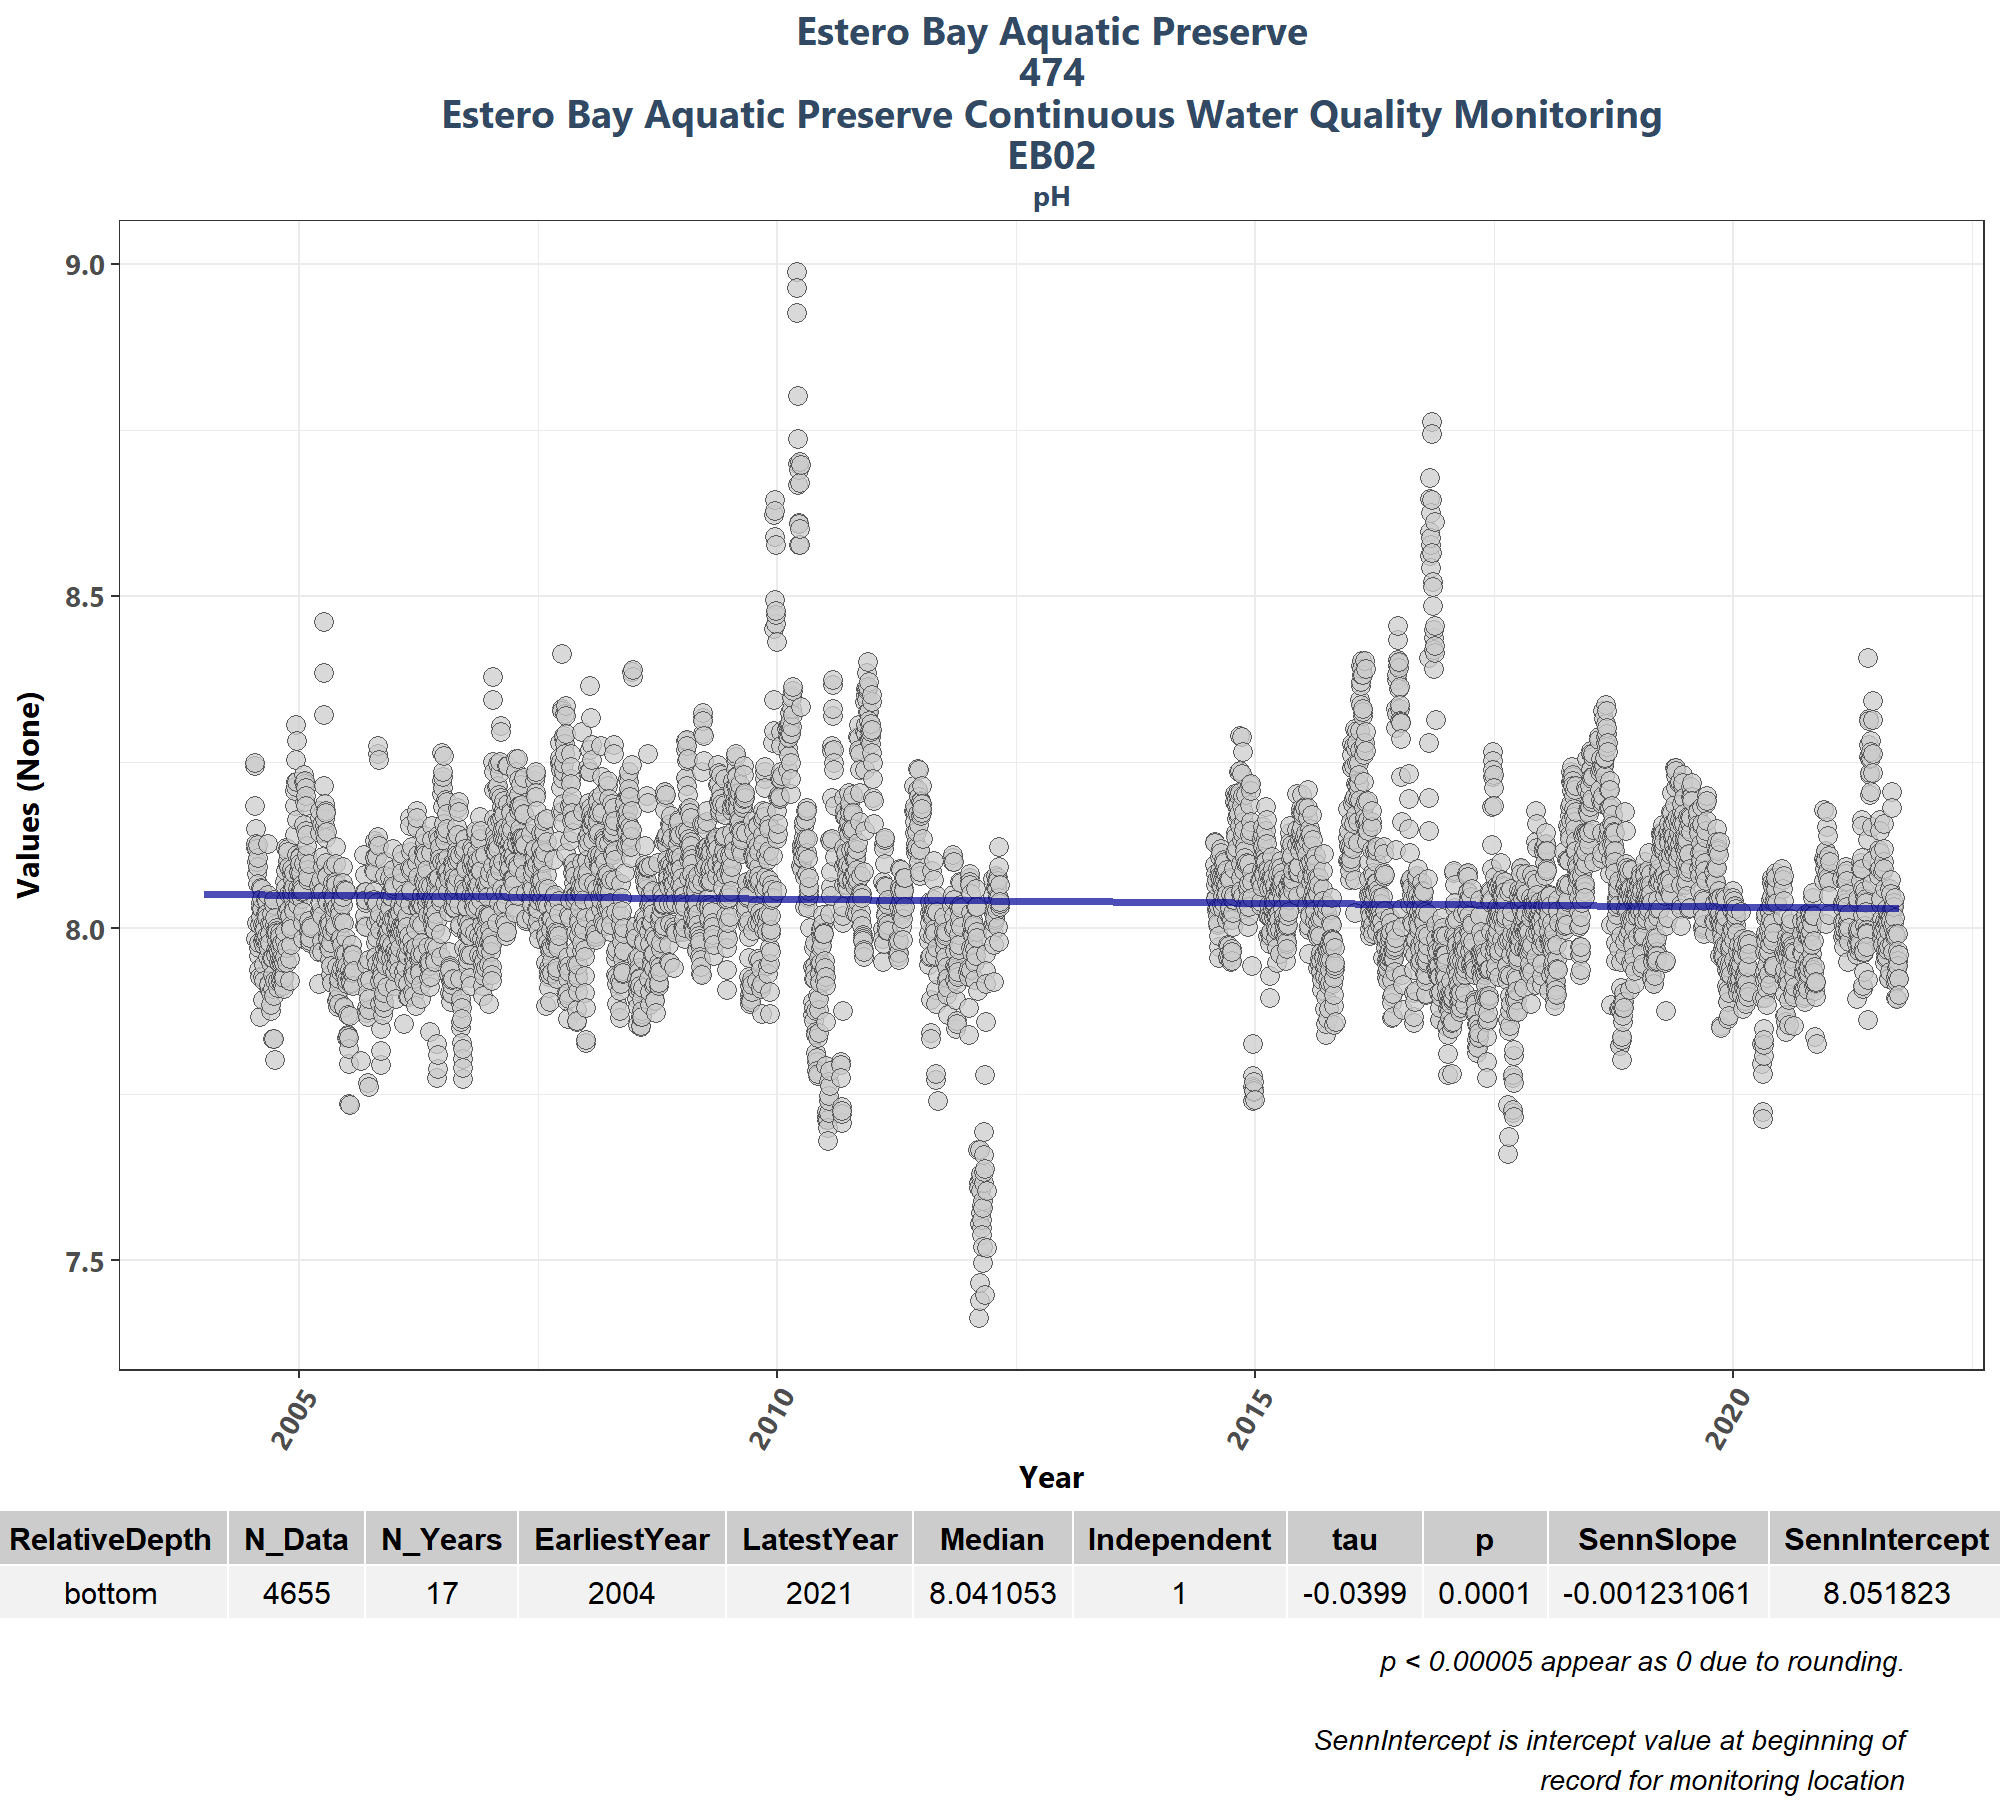 Estero Bay Aquatic Preserve
474
Estero Bay Aquatic Preserve Continuous Water Quality Monitoring
EB02
pH
9.0
8.5
8.0
7.5
Values (None)
2005 2010 2015 2020
Year
RelativeDepth N_Data N_Years EarliestYear LatestYear Median Independent tau p SennSlope SennIntercept
bottom 4655 17 2004 2021 8.041053 1 -0.0399 0.0001 -0.001231061 8.051823
p < 0.00005 appear as 0 due to rounding.
SennIntercept is intercept value at beginning of
record for monitoring location